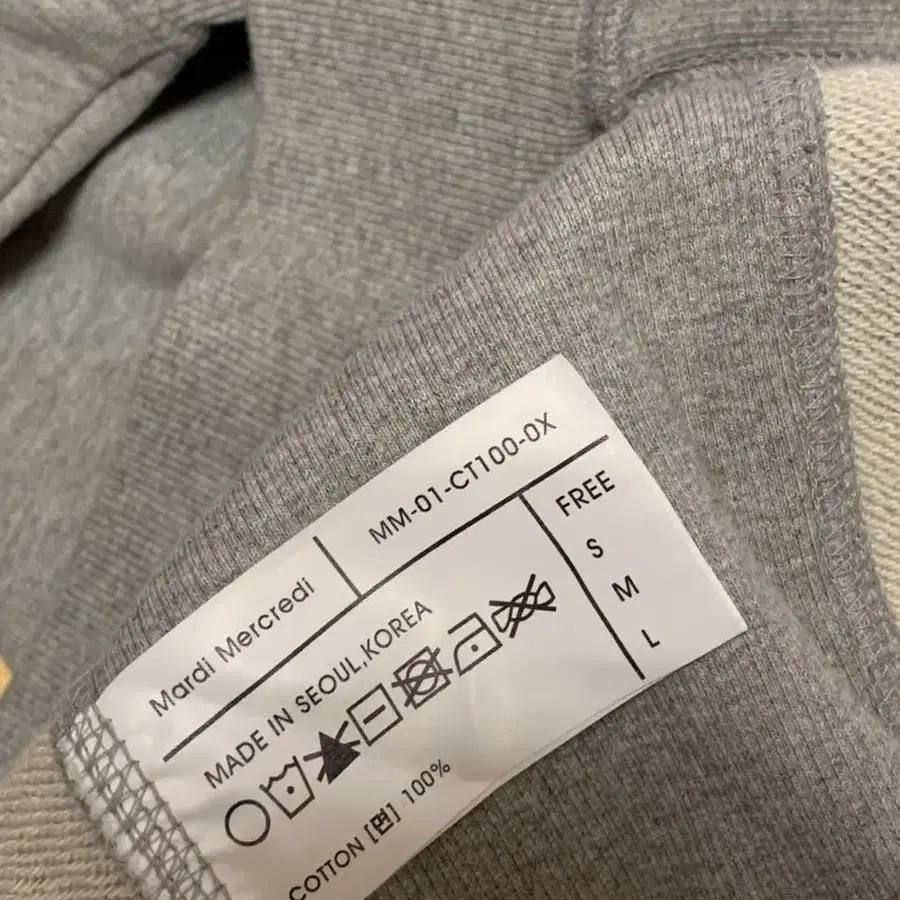 Mardi Mercredi
MM-01-CT100-0X
MADE IN SEOUL,KOREA
FREE
S
M
L
COTTON [면] 100%